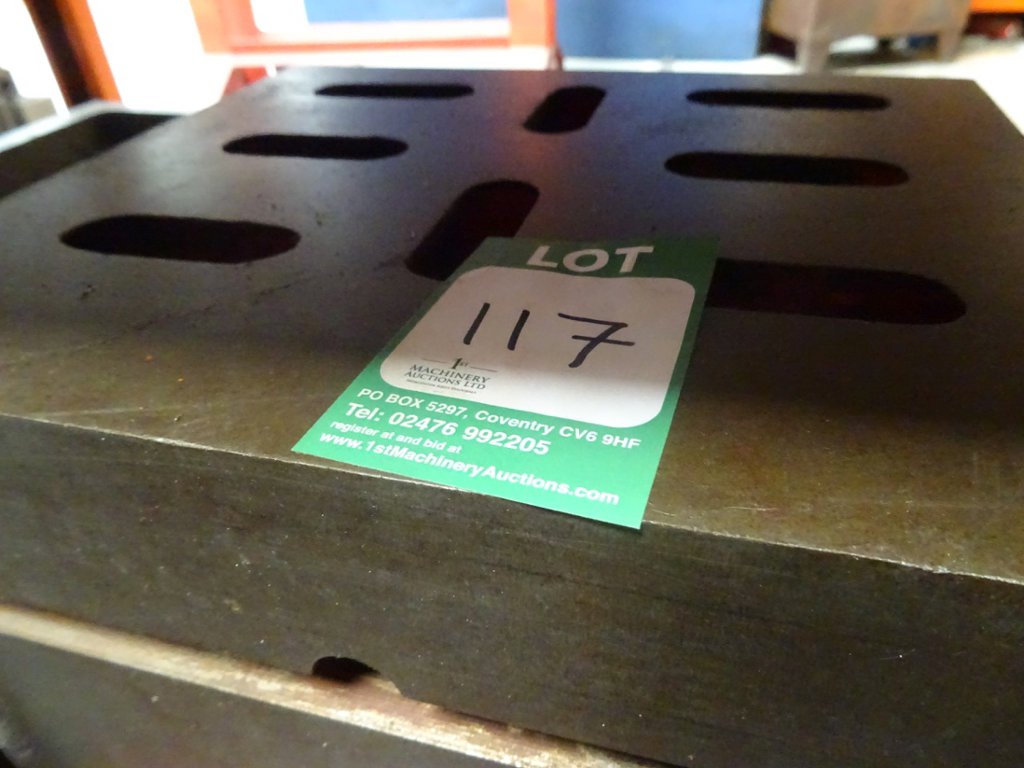 LOT
117
1ST
MACHINERY
AUCTIONS LTD
PO BOX 5297, Coventry CV6 9HF
Tel: 02476 992205
register at and bid at
www.1stMachineryAuctions.com